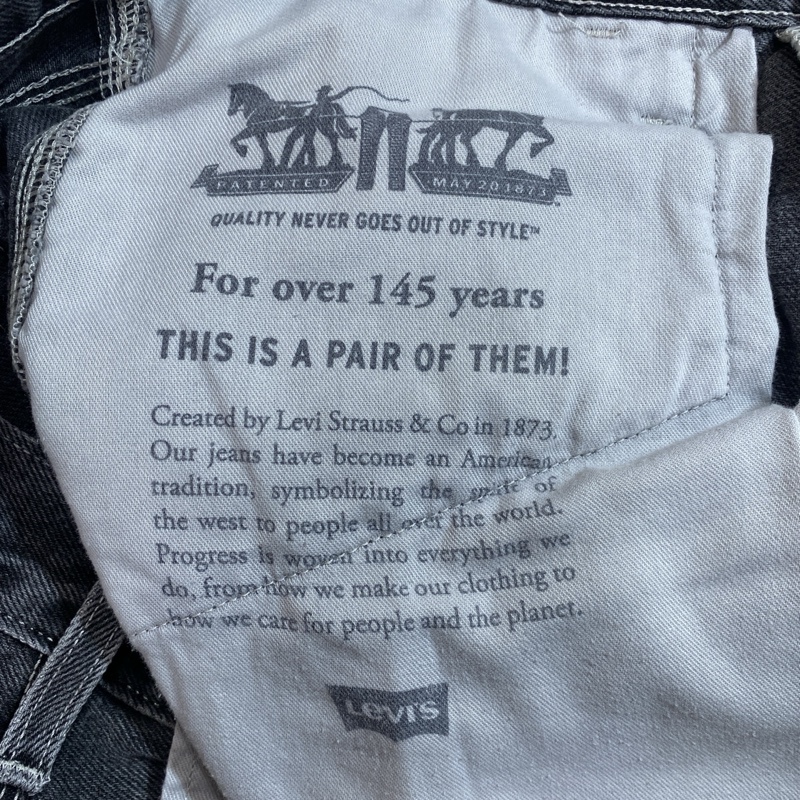 PATENTED MAY 20 1873
QUALITY NEVER GOES OUT OF STYLE™
For over 145 years
THIS IS A PAIR OF THEM!
Created by Levi Strauss & Co in 1873.
Our jeans have become an American
tradition, symbolizing the spirit of
the west to people all over the world.
Progress is woven into everything we
do, from how we make our clothing to
how we care for people and the planet.
LEVI'S